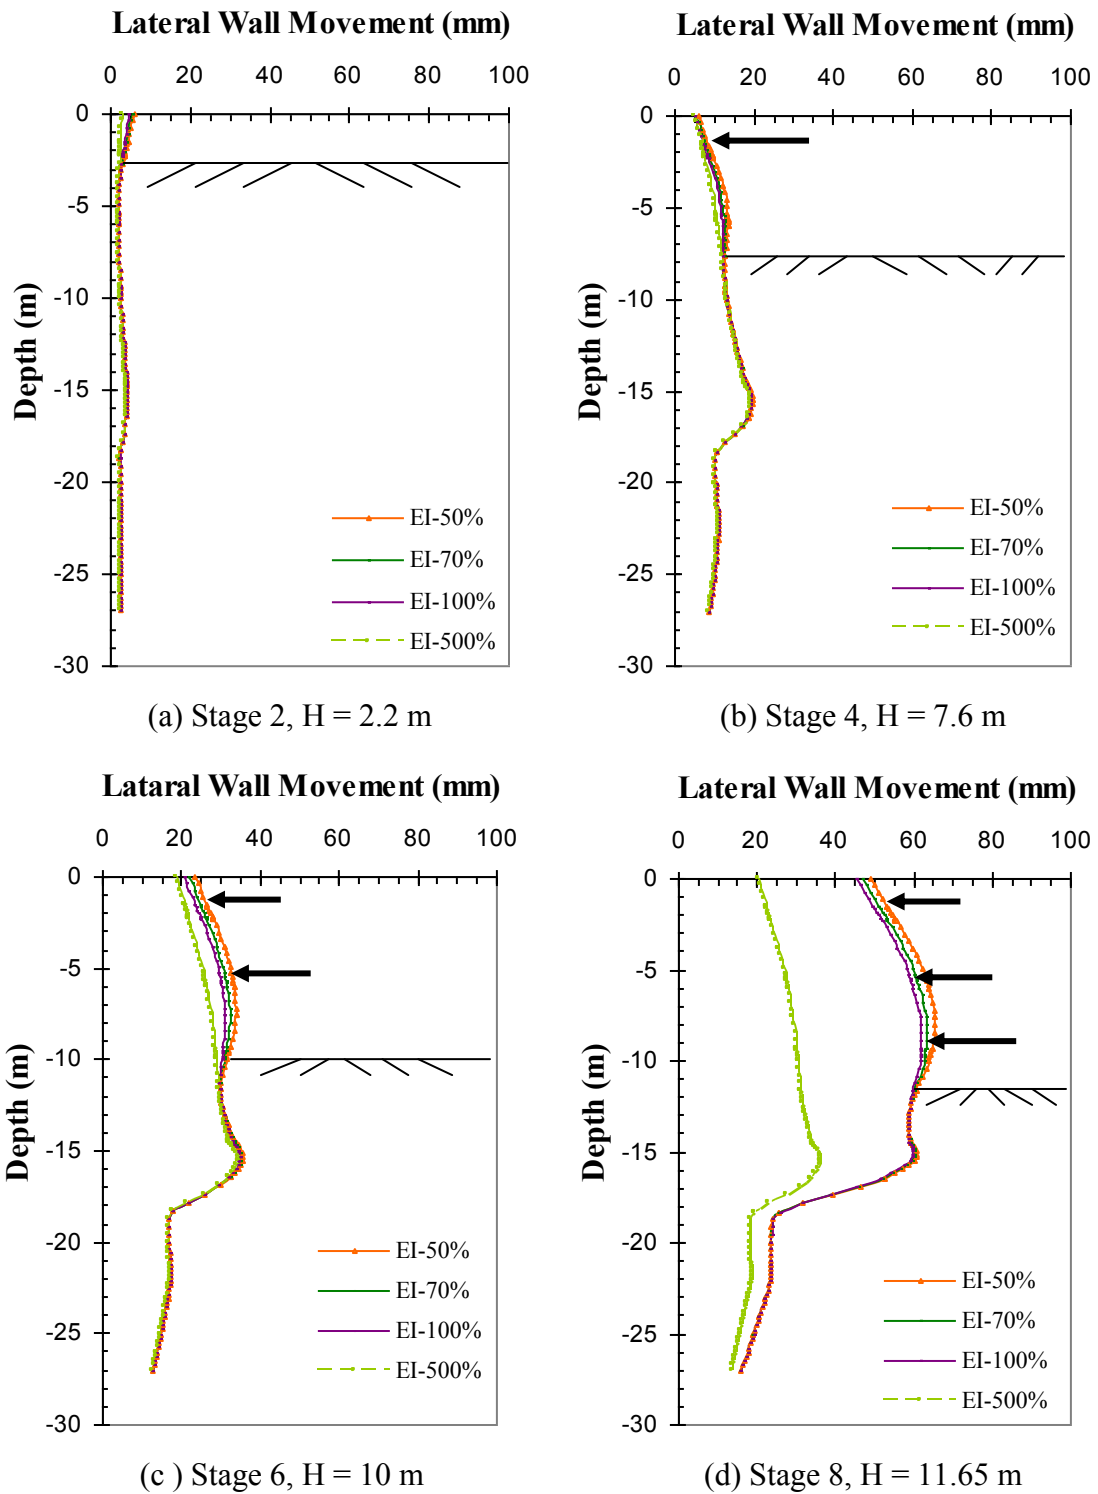 Lateral Wall Movement (mm)
0 20 40 60 80 100
0
-5
-10
-15
-20
-25
-30
Depth (m)
EI-50%
EI-70%
EI-100%
EI-500%
(a) Stage 2, H = 2.2 m
Lateral Wall Movement (mm)
0 20 40 60 80 100
0
-5
-10
-15
-20
-25
-30
Depth (m)
EI-50%
EI-70%
EI-100%
EI-500%
(b) Stage 4, H = 7.6 m
Lataral Wall Movement (mm)
0 20 40 60 80 100
0
-5
-10
-15
-20
-25
-30
Depth (m)
EI-50%
EI-70%
EI-100%
EI-500%
(c ) Stage 6, H = 10 m
Lateral Wall Movement (mm)
0 20 40 60 80 100
0
-5
-10
-15
-20
-25
-30
Depth (m)
EI-50%
EI-70%
EI-100%
EI-500%
(d) Stage 8, H = 11.65 m